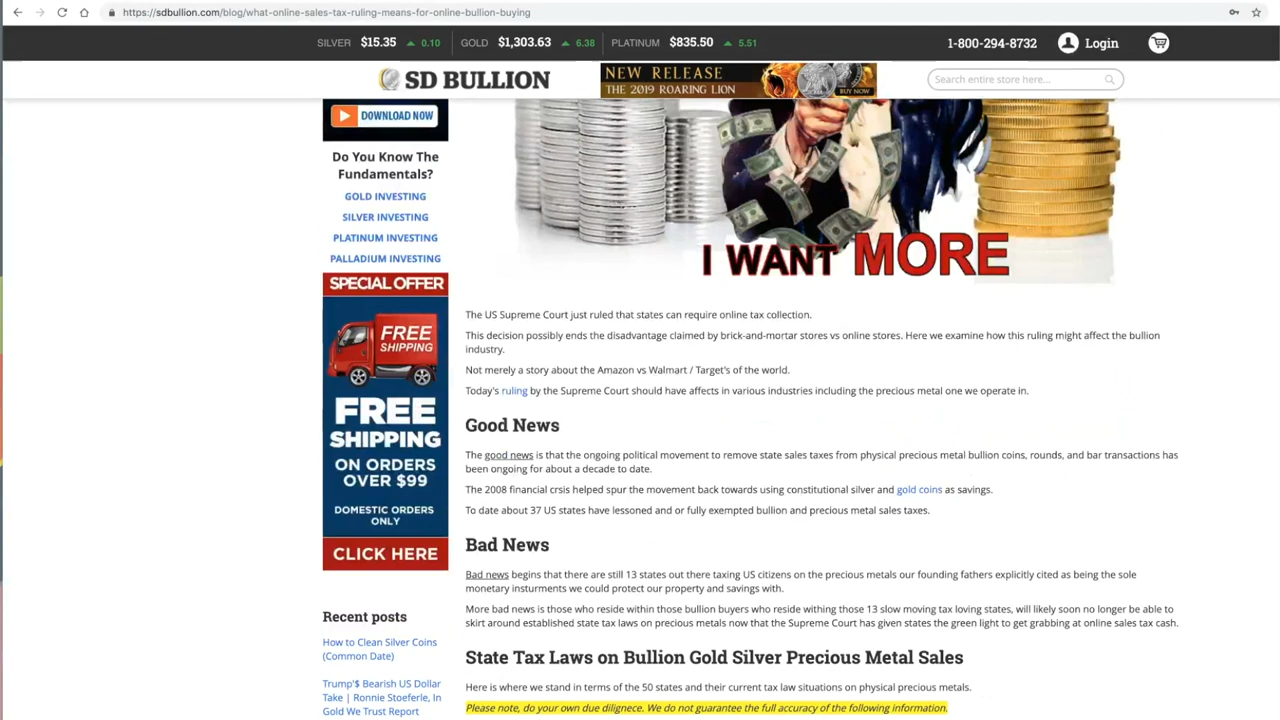 https://sdbullion.com/blog/what-online-sales-tax-ruling-means-for-online-bullion-buying
SILVER $15.35 ▲ 0.10 GOLD $1,303.63 ▲ 6.38 PLATINUM $835.50 ▲ 5.51 1-800-294-8732 Login
SD BULLION
NEW RELEASE
THE 2019 ROARING LION
BUY NOW
Search entire store here...
DOWNLOAD NOW
Do You Know The
Fundamentals?
GOLD INVESTING
SILVER INVESTING
PLATINUM INVESTING
PALLADIUM INVESTING
SPECIAL OFFER
FREE
SHIPPING
FREE
SHIPPING
ON ORDERS
OVER $99
DOMESTIC ORDERS
ONLY
CLICK HERE
Recent posts
How to Clean Silver Coins
(Common Date)
Trump'$ Bearish US Dollar
Take | Ronnie Stoeferle, In
Gold We Trust Report
I WANT MORE
The US Supreme Court just ruled that states can require online tax collection.
This decision possibly ends the disadvantage claimed by brick-and-mortar stores vs online stores. Here we examine how this ruling might affect the bullion
industry.
Not merely a story about the Amazon vs Walmart / Target's of the world.
Today's ruling by the Supreme Court should have affects in various industries including the precious metal one we operate in.
Good News
The good news is that the ongoing political movement to remove state sales taxes from physical precious metal bullion coins, rounds, and bar transactions has
been ongoing for about a decade to date.
The 2008 financial crsis helped spur the movement back towards using constitutional silver and gold coins as savings.
To date about 37 US states have lessoned and or fully exempted bullion and precious metal sales taxes.
Bad News
Bad news begins that there are still 13 states out there taxing US citizens on the precious metals our founding fathers explicitly cited as being the sole
monetary insturments we could protect our property and savings with.
More bad news is those who reside within those bullion buyers who reside withing those 13 slow moving tax loving states, will likely soon no longer be able to
skirt around established state tax laws on precious metals now that the Supreme Court has given states the green light to get grabbing at online sales tax cash.
State Tax Laws on Bullion Gold Silver Precious Metal Sales
Here is where we stand in terms of the 50 states and their current tax law situations on physical precious metals.
Please note, do your own due dilignece. We do not guarantee the full accuracy of the following information.